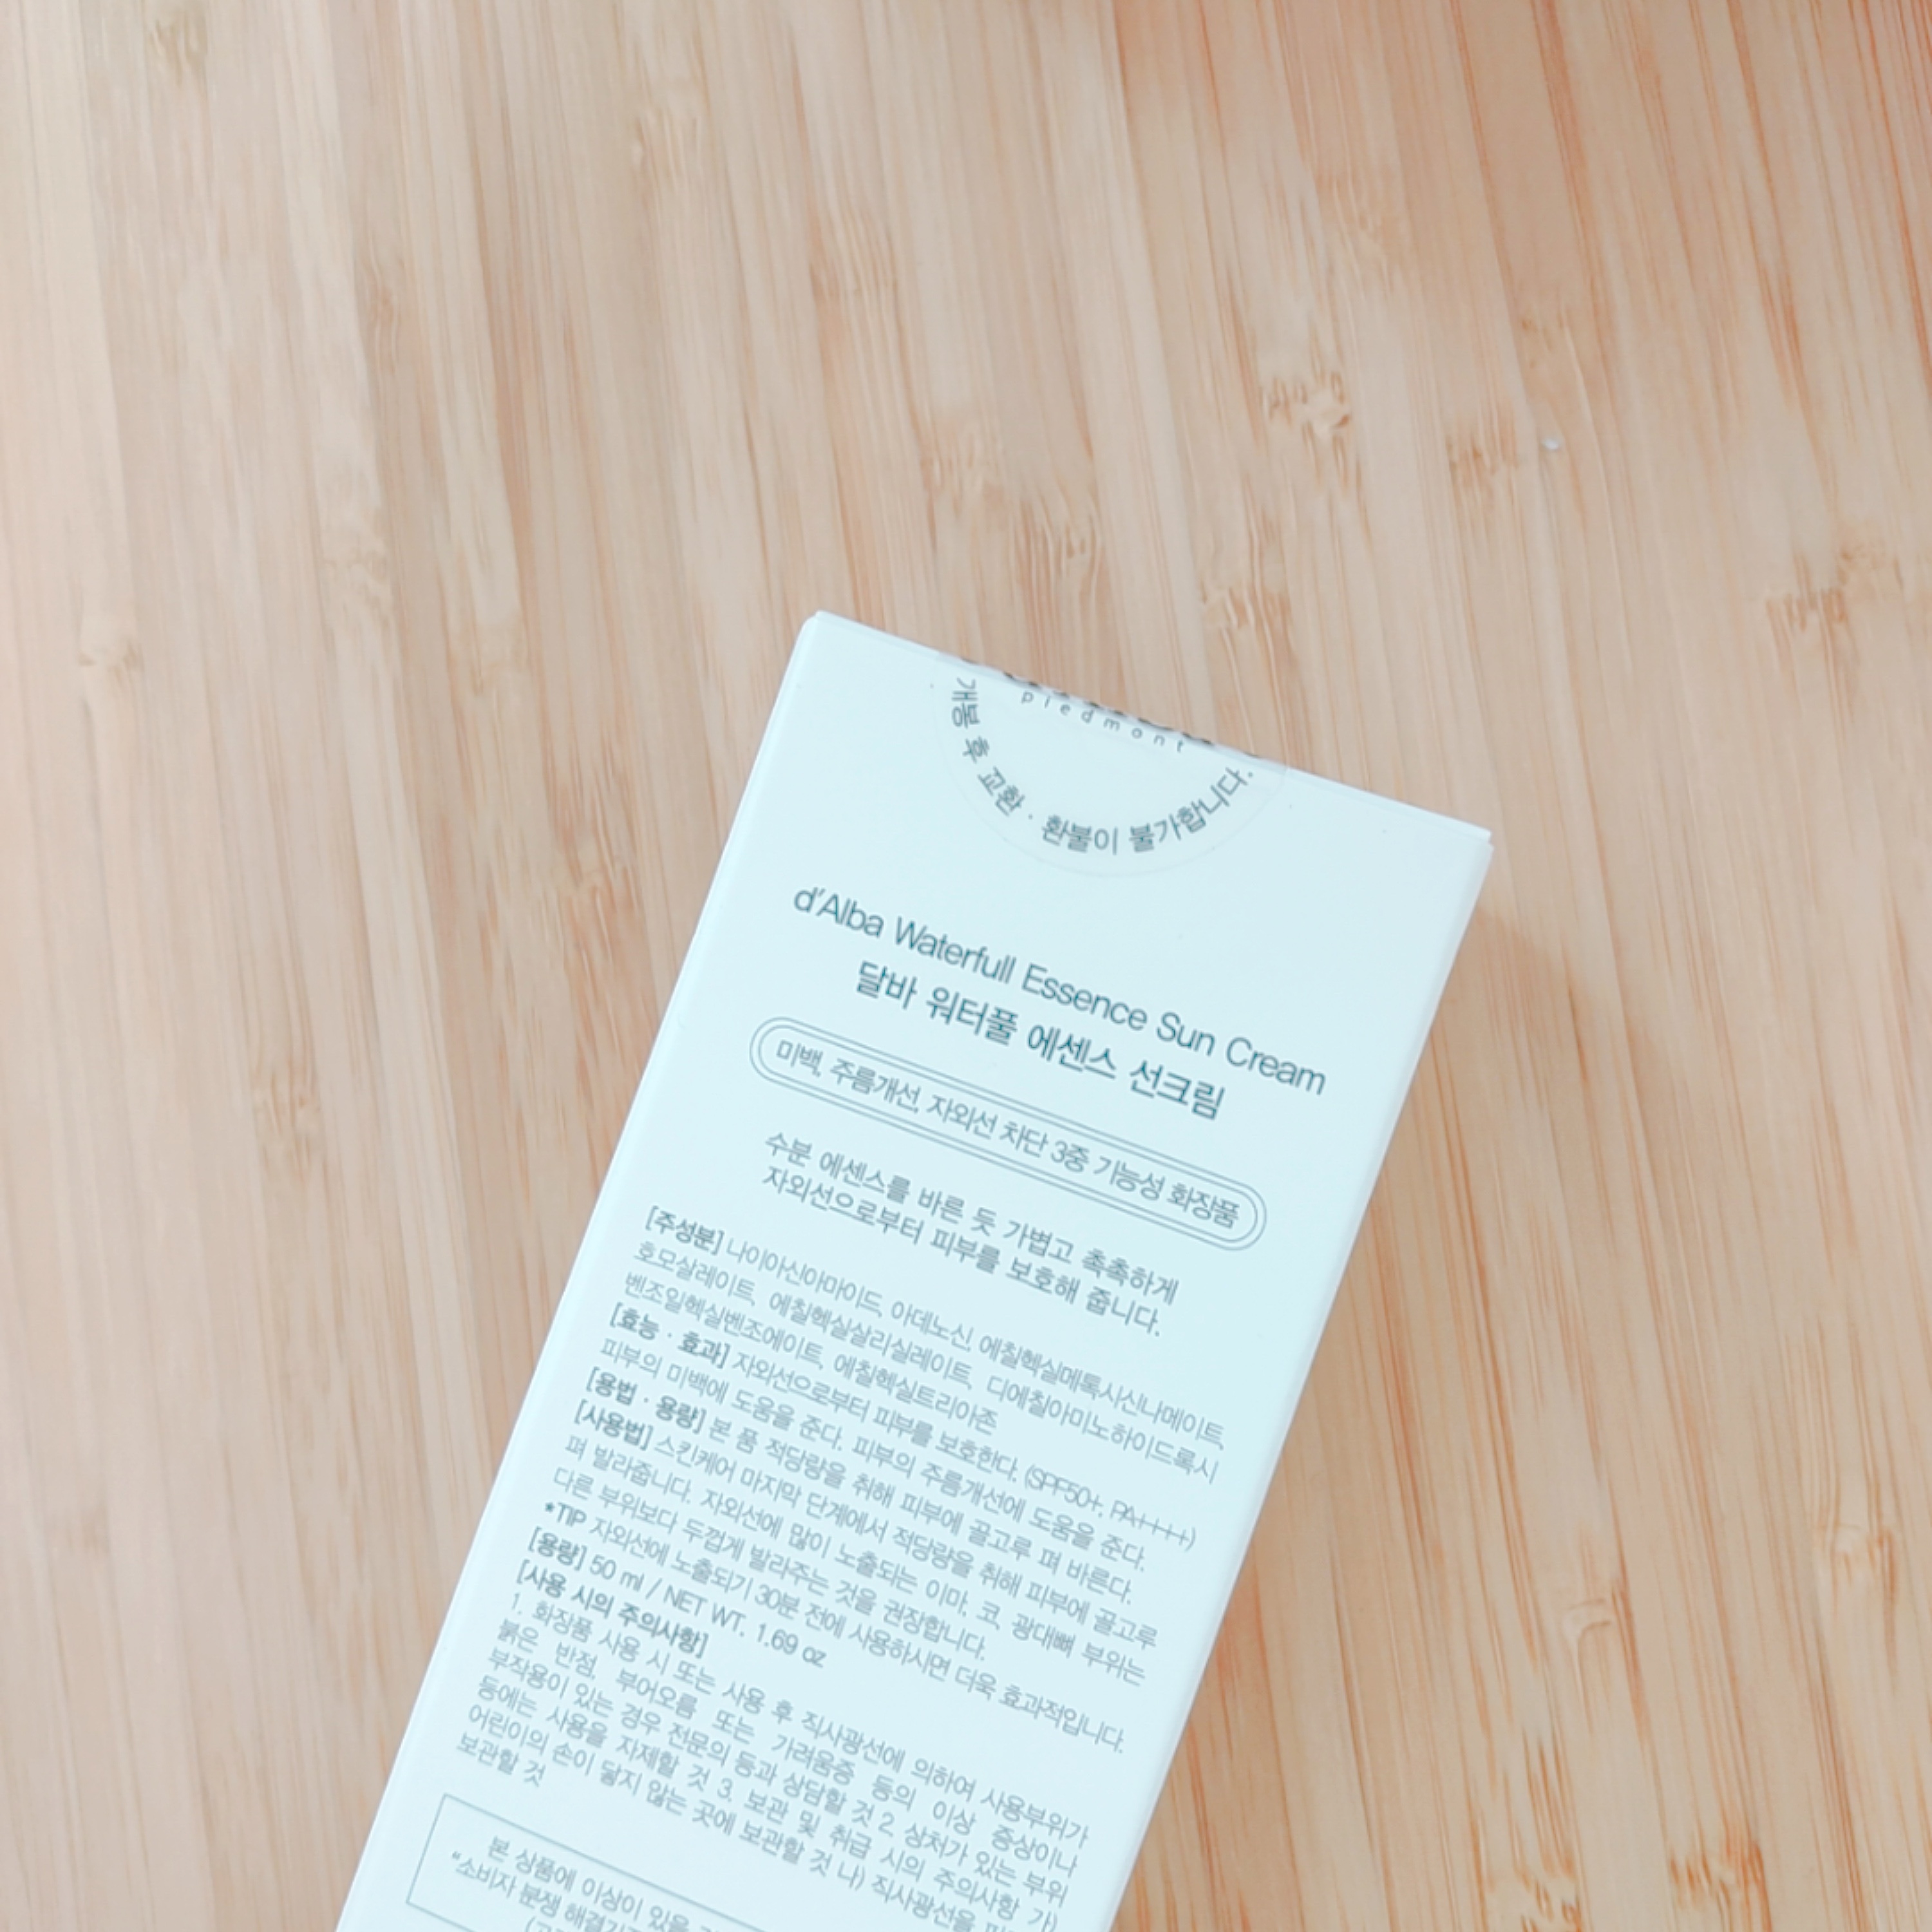 piedmont
개봉 후 교환 · 환불이 불가합니다.
d'Alba Waterfull Essence Sun Cream
달바 워터풀 에센스 선크림
미백, 주름개선, 자외선 차단 3중 기능성 화장품
수분 에센스를 바른 듯 가볍고 촉촉하게
자외선으로부터 피부를 보호해 줍니다.
[주성분] 나이아신아마이드, 아데노신, 에칠헥실메톡시신나메이트,
호모살레이트, 에칠헥실살리실레이트, 디에칠아미노하이드록시
벤조일헥실벤조에이트, 에칠헥실트리아존
[효능 · 효과] 자외선으로부터 피부를 보호한다. (SPF50+, PA++++)
피부의 미백에 도움을 준다. 피부의 주름개선에 도움을 준다.
[용법 · 용량] 본 품 적당량을 취해 피부에 골고루 펴 바른다.
[사용법] 스킨케어 마지막 단계에서 적당량을 취해 피부에 골고루
펴 발라줍니다. 자외선에 많이 노출되는 이마, 코, 광대뼈 부위는
다른 부위보다 두껍게 발라주는 것을 권장합니다.
*TIP 자외선에 노출되기 30분 전에 사용하시면 더욱 효과적입니다.
[용량] 50 ml / NET WT. 1.69 oz
[사용 시의 주의사항]
1. 화장품 사용 시 또는 사용 후 직사광선에 의하여 사용부위가
붉은 반점, 부어오름 또는 가려움증 등의 이상 증상이나
부작용이 있는 경우 전문의 등과 상담할 것 2. 상처가 있는 부위
등에는 사용을 자제할 것 3. 보관 및 취급 시의 주의사항 가)
어린이의 손이 닿지 않는 곳에 보관할 것 나) 직사광선을
보관할 것
본 상품에 이상이 있을
"소비자 분쟁 해결기